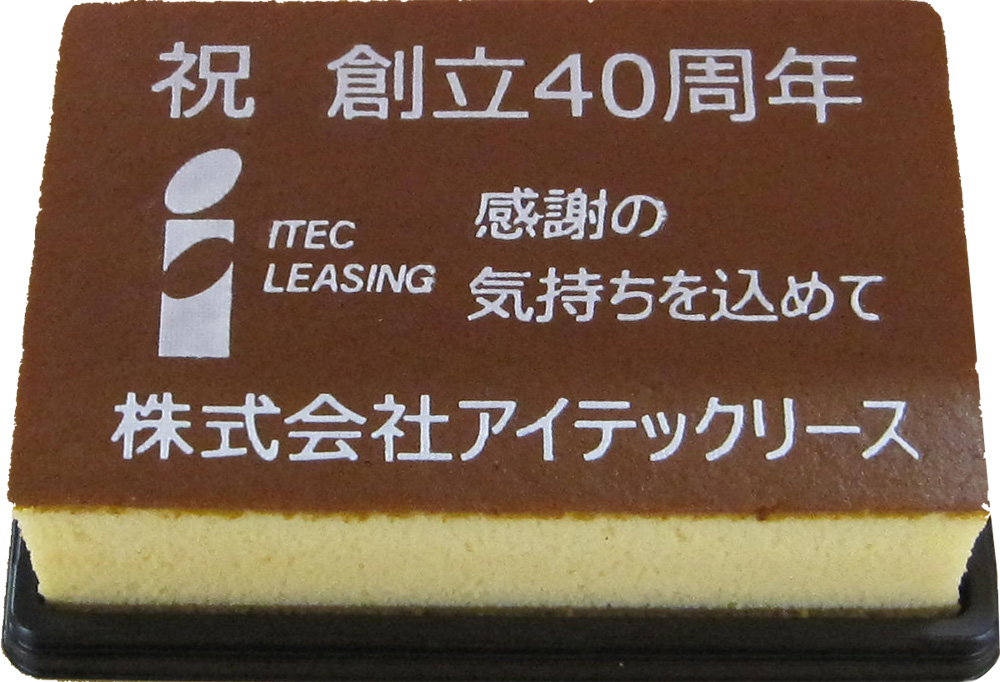 祝 創立40周年
ITEC
LEASING
感謝の
気持ちを込めて
株式会社アイテックリース